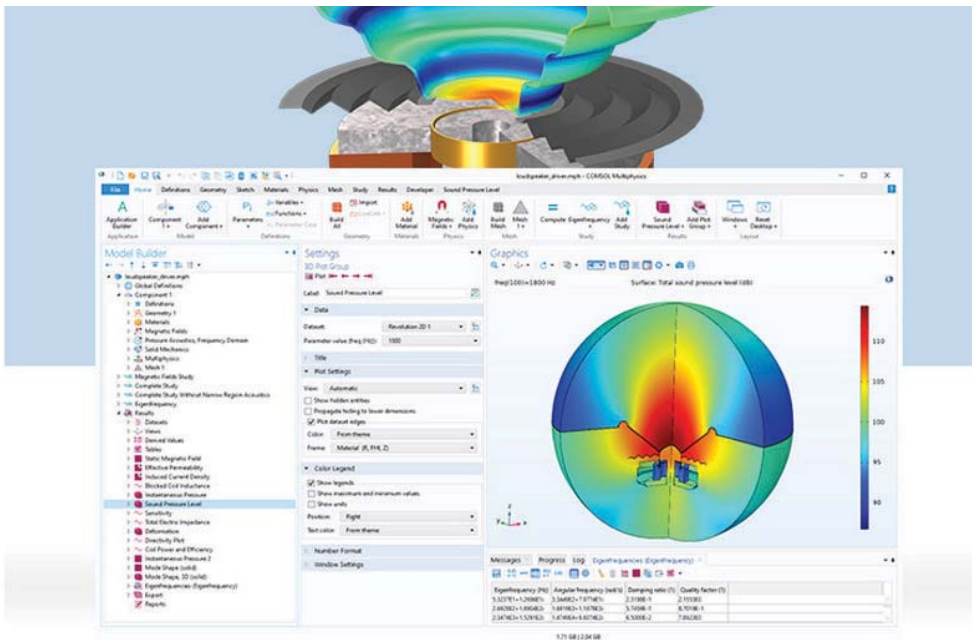 loudspeaker_driver.mph - COMSOL Multiphysics
File Home Definitions Geometry Sketch Materials Physics Mesh Study Results Developer Sound Pressure Level
Application Builder
Component 1
Add Component
Parameters
Variables
Functions
Parameter Case
Build All
Import
LiveLink
Add Material
Magnetic Fields
Add Physics
Build Mesh
Mesh 1
Compute
Eigenfrequency
Add Study
Sound Pressure Level
Add Plot Group
Windows
Reset Desktop
Application Model Definitions Geometry Materials Physics Mesh Study Results Layout
Model Builder
loudspeaker_driver.mph
Global Definitions
Component 1
Definitions
Geometry 1
Materials
Magnetic Fields
Pressure Acoustics, Frequency Domain
Solid Mechanics
Multiphysics
Mesh 1
Magnetic Fields Study
Complete Study
Complete Study Without Narrow Region Acoustics
Eigenfrequency
Results
Datasets
Views
Derived Values
Tables
Static Magnetic Field
Effective Permeability
Induced Current Density
Blocked Coil Inductance
Instantaneous Pressure
Sound Pressure Level
Sensitivity
Total Electric Impedance
Deformation
Directivity Plot
Coil Power and Efficiency
Instantaneous Pressure 2
Mode Shape (solid)
Mode Shape, 3D (solid)
Eigenfrequencies (Eigenfrequency)
Export
Reports
Settings
3D Plot Group
Plot
Label: Sound Pressure Level
Data
Dataset: Revolution 2D 1
Parameter value (freq (Hz)): 1800
Title
Plot Settings
View: Automatic
Show hidden entities
Propagate hiding to lower dimensions
Plot dataset edges
Color: From theme
Frame: Material (R, PHI, Z)
Color Legend
Show legends
Show maximum and minimum values
Show units
Position: Right
Text color: From theme
Number Format
Window Settings
Graphics
freq(100)=1800 Hz Surface: Total sound pressure level (dB)
110
105
100
95
90
Messages Progress Log Eigenfrequencies (Eigenfrequency)
Eigenfrequency (Hz) Angular frequency (rad/s) Damping ratio (1) Quality factor (1)
1.71 GB | 2.04 GB